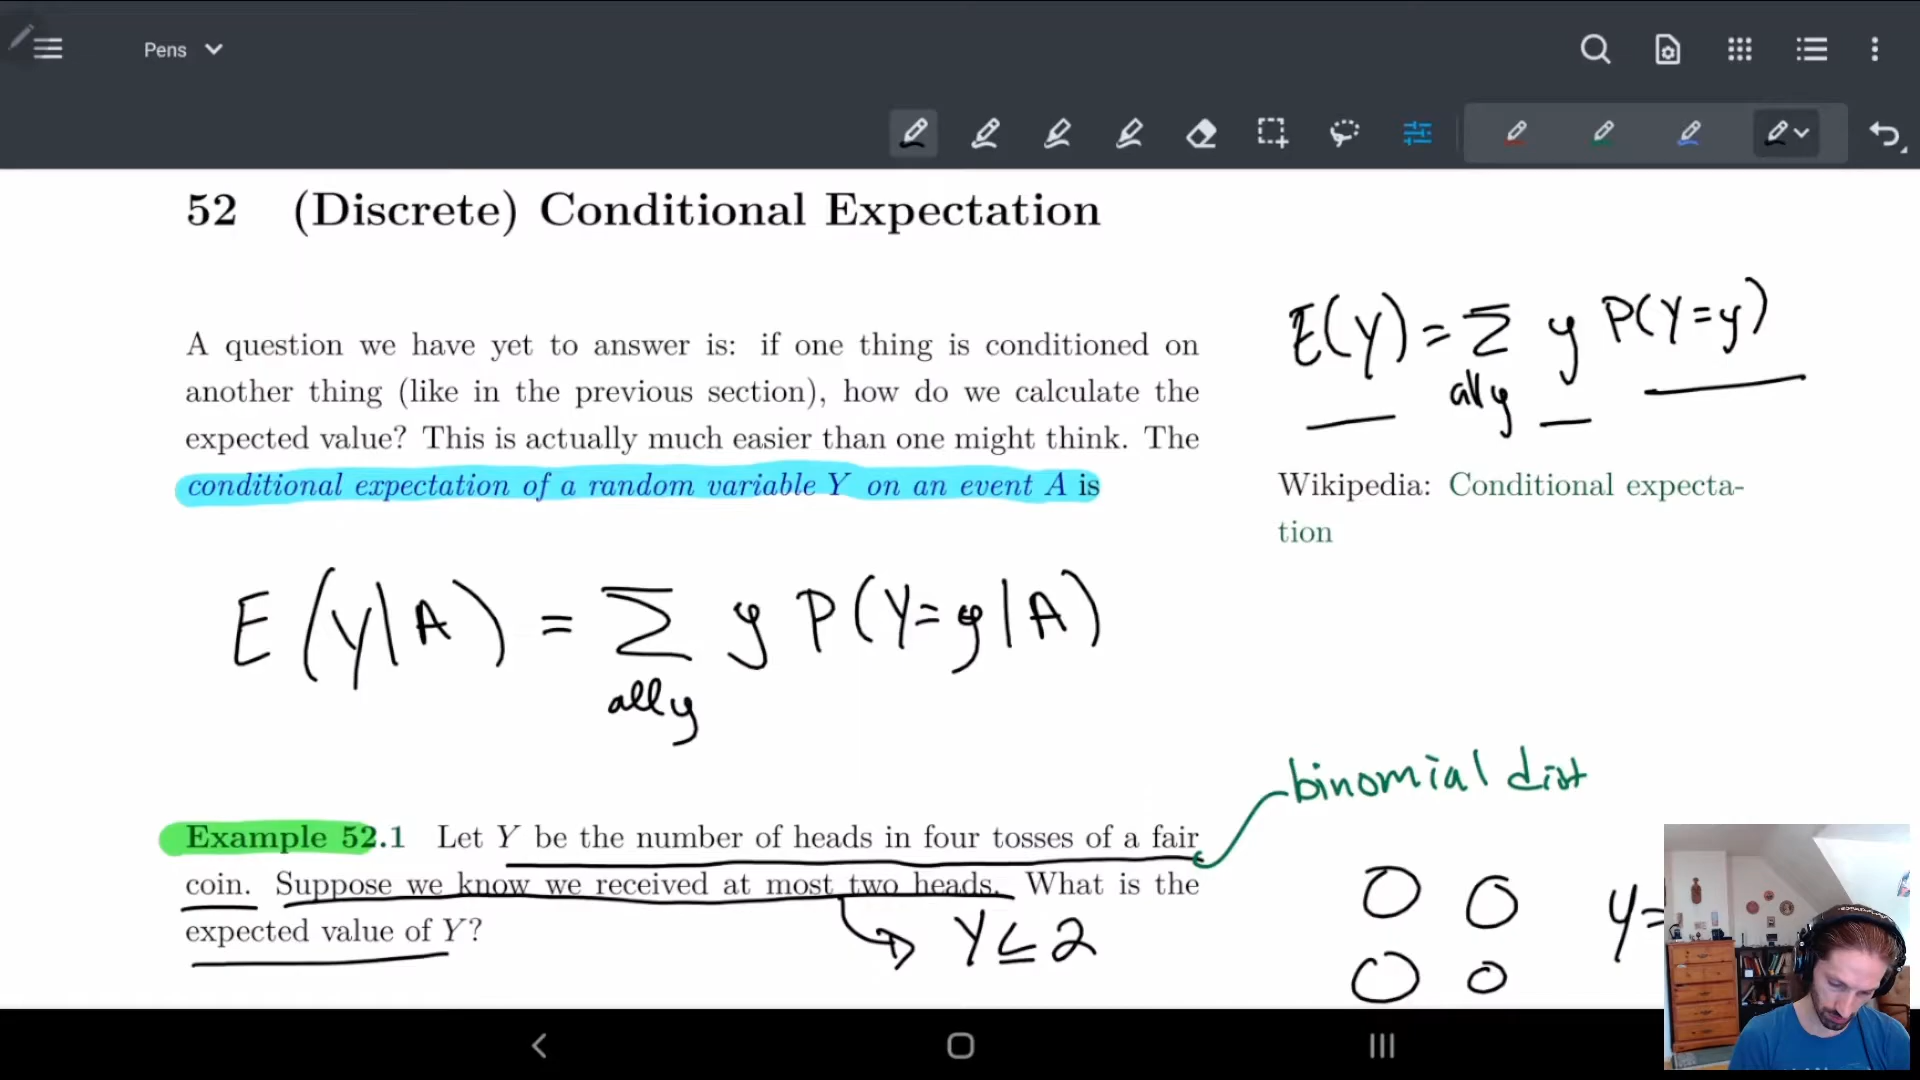 Pens
52 (Discrete) Conditional Expectation
E(Y) = Σ y P(Y=y)
all y
A question we have yet to answer is: if one thing is conditioned on
another thing (like in the previous section), how do we calculate the
expected value? This is actually much easier than one might think. The
conditional expectation of a random variable Y on an event A is
Wikipedia: Conditional expecta-
tion
E(Y|A) = Σ y P(Y=y|A)
all y
binomial dist
Example 52.1 Let Y be the number of heads in four tosses of a fair
coin. Suppose we know we received at most two heads. What is the
expected value of Y?
Y ≤ 2
O O Y=
O O